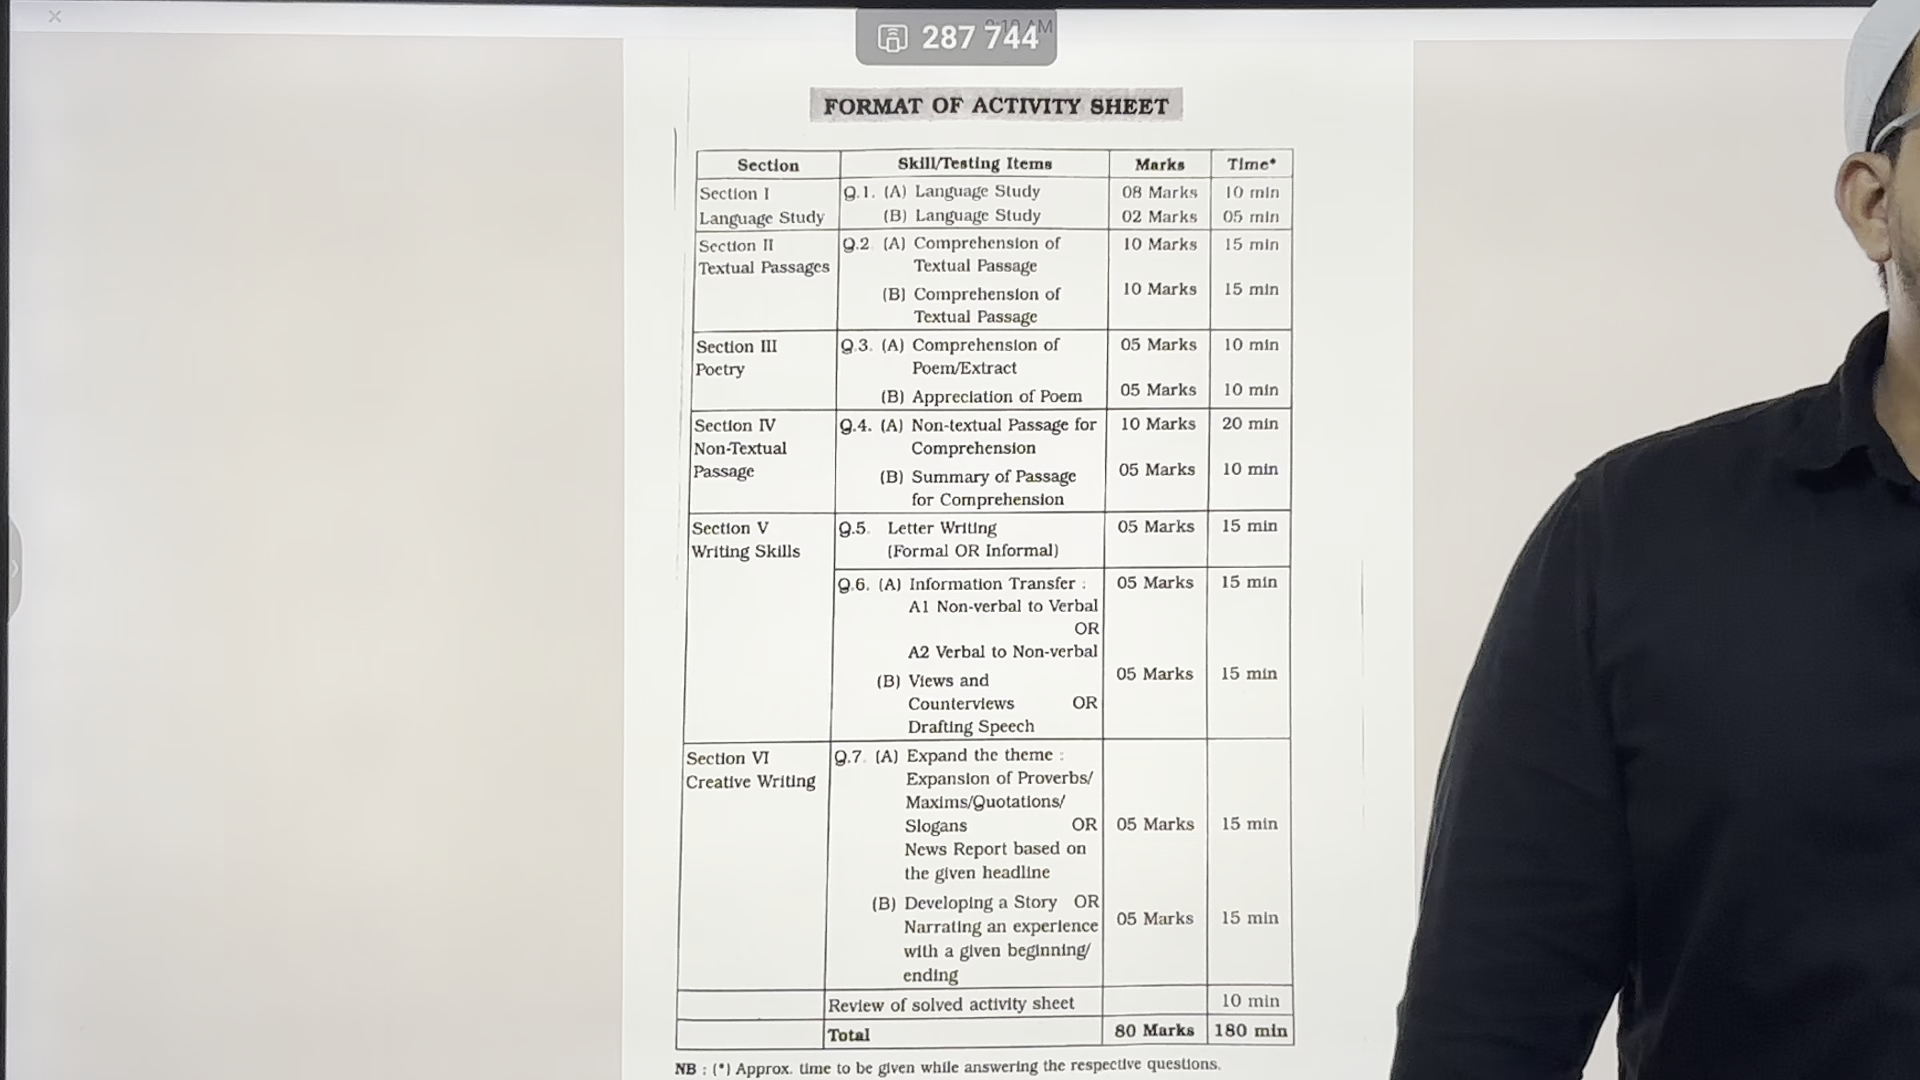 287 744
FORMAT OF ACTIVITY SHEET
Section Skill/Testing Items Marks Time*
Section I Q.1. (A) Language Study 08 Marks 10 min
Language Study (B) Language Study 02 Marks 05 min
Section II Q.2 (A) Comprehension of 10 Marks 15 min
Textual Passages Textual Passage
(B) Comprehension of 10 Marks 15 min
Textual Passage
Section III Q.3. (A) Comprehension of 05 Marks 10 min
Poetry Poem/Extract
(B) Appreciation of Poem 05 Marks 10 min
Section IV Q.4. (A) Non-textual Passage for 10 Marks 20 min
Non-Textual Comprehension
Passage (B) Summary of Passage 05 Marks 10 min
for Comprehension
Section V Q.5. Letter Writing 05 Marks 15 min
Writing Skills (Formal OR Informal)
Q.6. (A) Information Transfer : 05 Marks 15 min
A1 Non-verbal to Verbal
OR
A2 Verbal to Non-verbal
(B) Views and 05 Marks 15 min
Counterviews OR
Drafting Speech
Section VI Q.7. (A) Expand the theme :
Creative Writing Expansion of Proverbs/
Maxims/Quotations/
Slogans OR 05 Marks 15 min
News Report based on
the given headline
(B) Developing a Story OR
Narrating an experience 05 Marks 15 min
with a given beginning/
ending
Review of solved activity sheet 10 min
Total 80 Marks 180 min
NB : (*) Approx. time to be given while answering the respective questions.